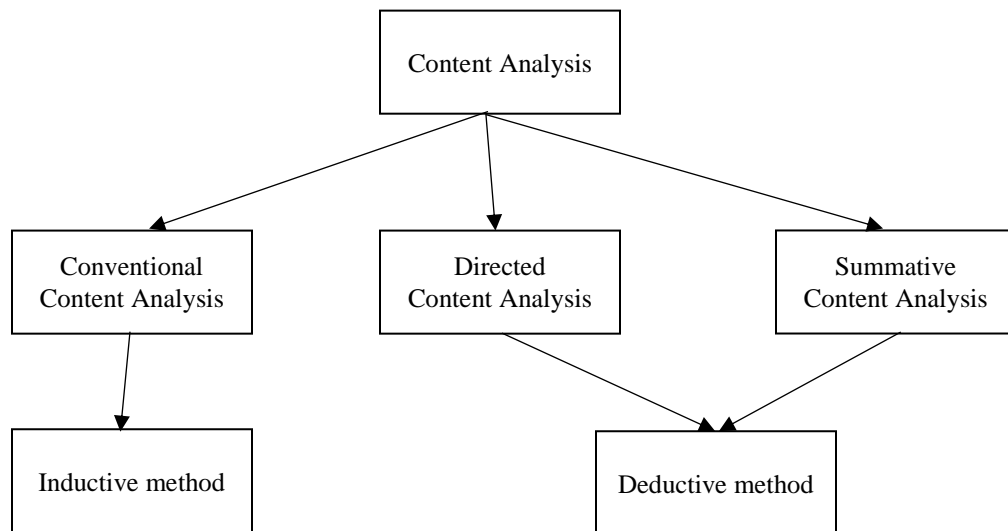 Content Analysis
Conventional
Content Analysis
Directed
Content Analysis
Summative
Content Analysis
Inductive method
Deductive method